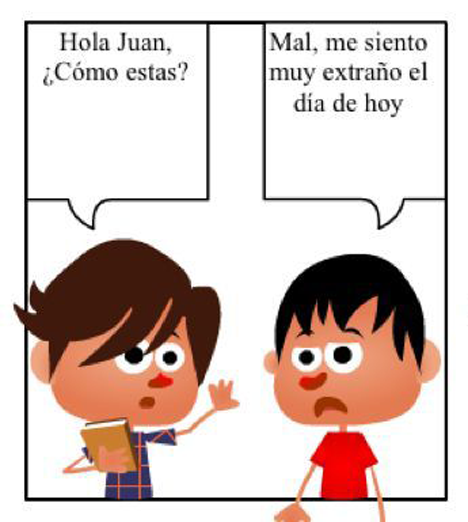 Hola Juan,
¿Cómo estas?
Mal, me siento
muy extraño el
día de hoy